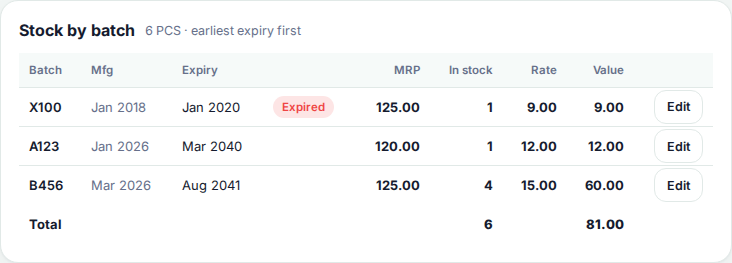 Stock by batch 6 PCS · earliest expiry first
Batch Mfg Expiry MRP In stock Rate Value
X100 Jan 2018 Jan 2020 Expired 125.00 1 9.00 9.00 Edit
A123 Jan 2026 Mar 2040 120.00 1 12.00 12.00 Edit
B456 Mar 2026 Aug 2041 125.00 4 15.00 60.00 Edit
Total 6 81.00